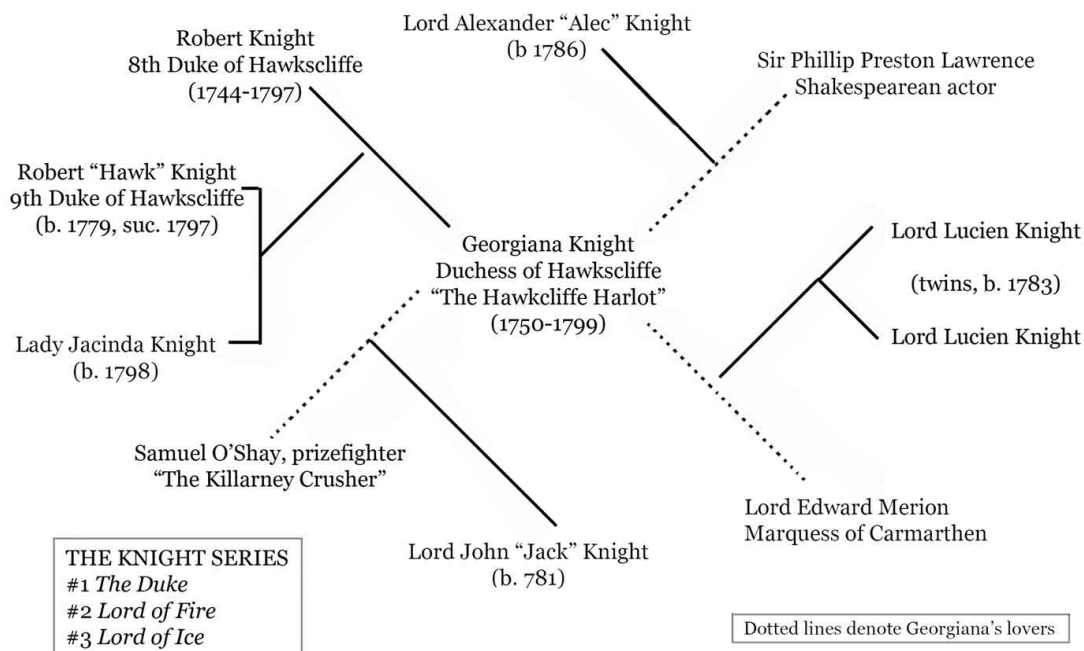 Lord Alexander “Alec” Knight
(b 1786)
Robert Knight
8th Duke of Hawkscliffe
(1744-1797)
Sir Phillip Preston Lawrence
Shakespearean actor
Robert “Hawk” Knight
9th Duke of Hawkscliffe
(b. 1779, suc. 1797)
Georgiana Knight
Duchess of Hawkscliffe
“The Hawkcliffe Harlot”
(1750-1799)
Lord Lucien Knight
(twins, b. 1783)
Lord Lucien Knight
Lady Jacinda Knight
(b. 1798)
Samuel O’Shay, prizefighter
“The Killarney Crusher”
Lord Edward Merion
Marquess of Carmarthen
Lord John “Jack” Knight
(b. 781)
THE KNIGHT SERIES
#1 The Duke
#2 Lord of Fire
#3 Lord of Ice
Dotted lines denote Georgiana’s lovers